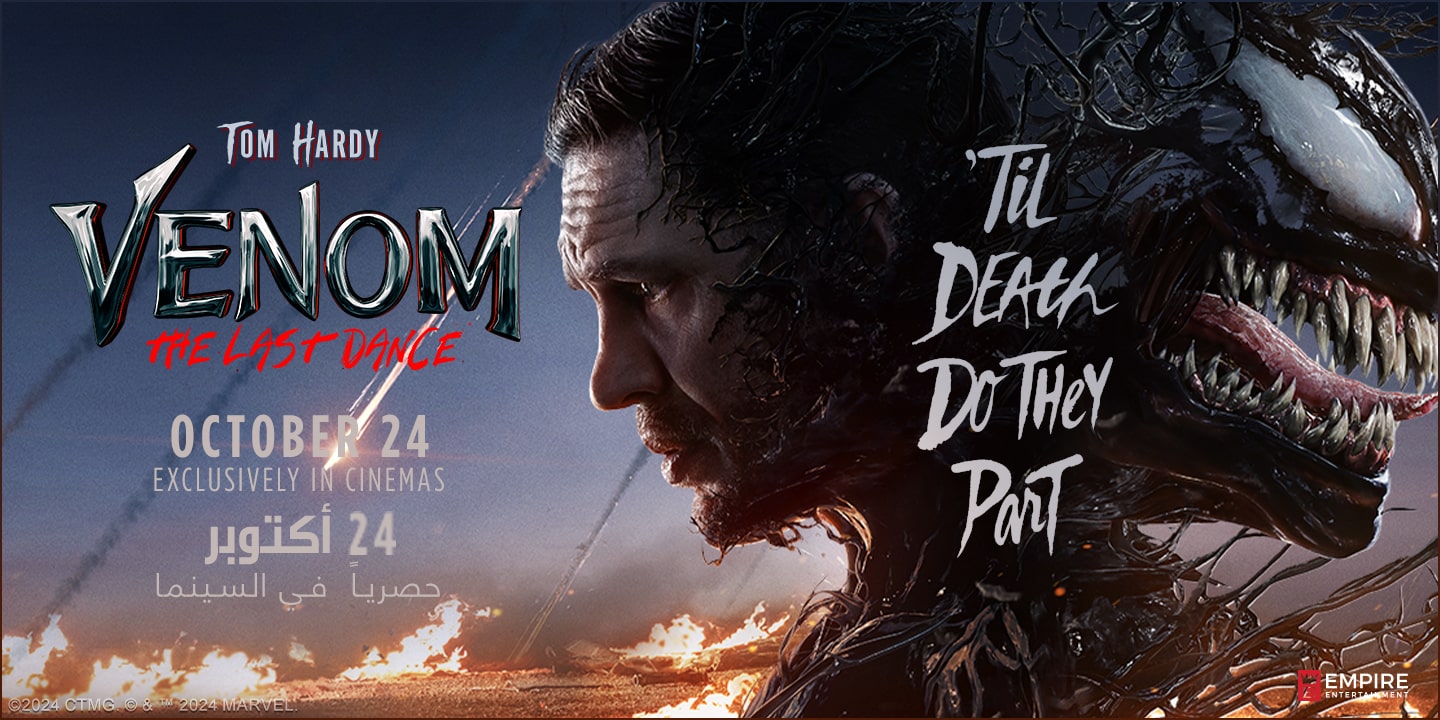 TOM HARDY
VENOM
THE LAST DANCE
OCTOBER 24
EXCLUSIVELY IN CINEMAS
24 أكتوبر
حصرياً في السينما
'TIL
DEATH
DO THEY
PART
EMPIRE
ENTERTAINMENT
©2024 CTMG. © & ™ 2024 MARVEL.